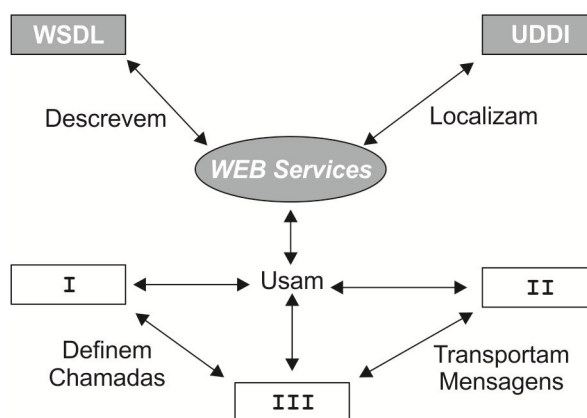 WSDL
UDDI
Descrevem
Localizam
WEB Services
I
Usam
II
Definem
Chamadas
Transportam
Mensagens
III